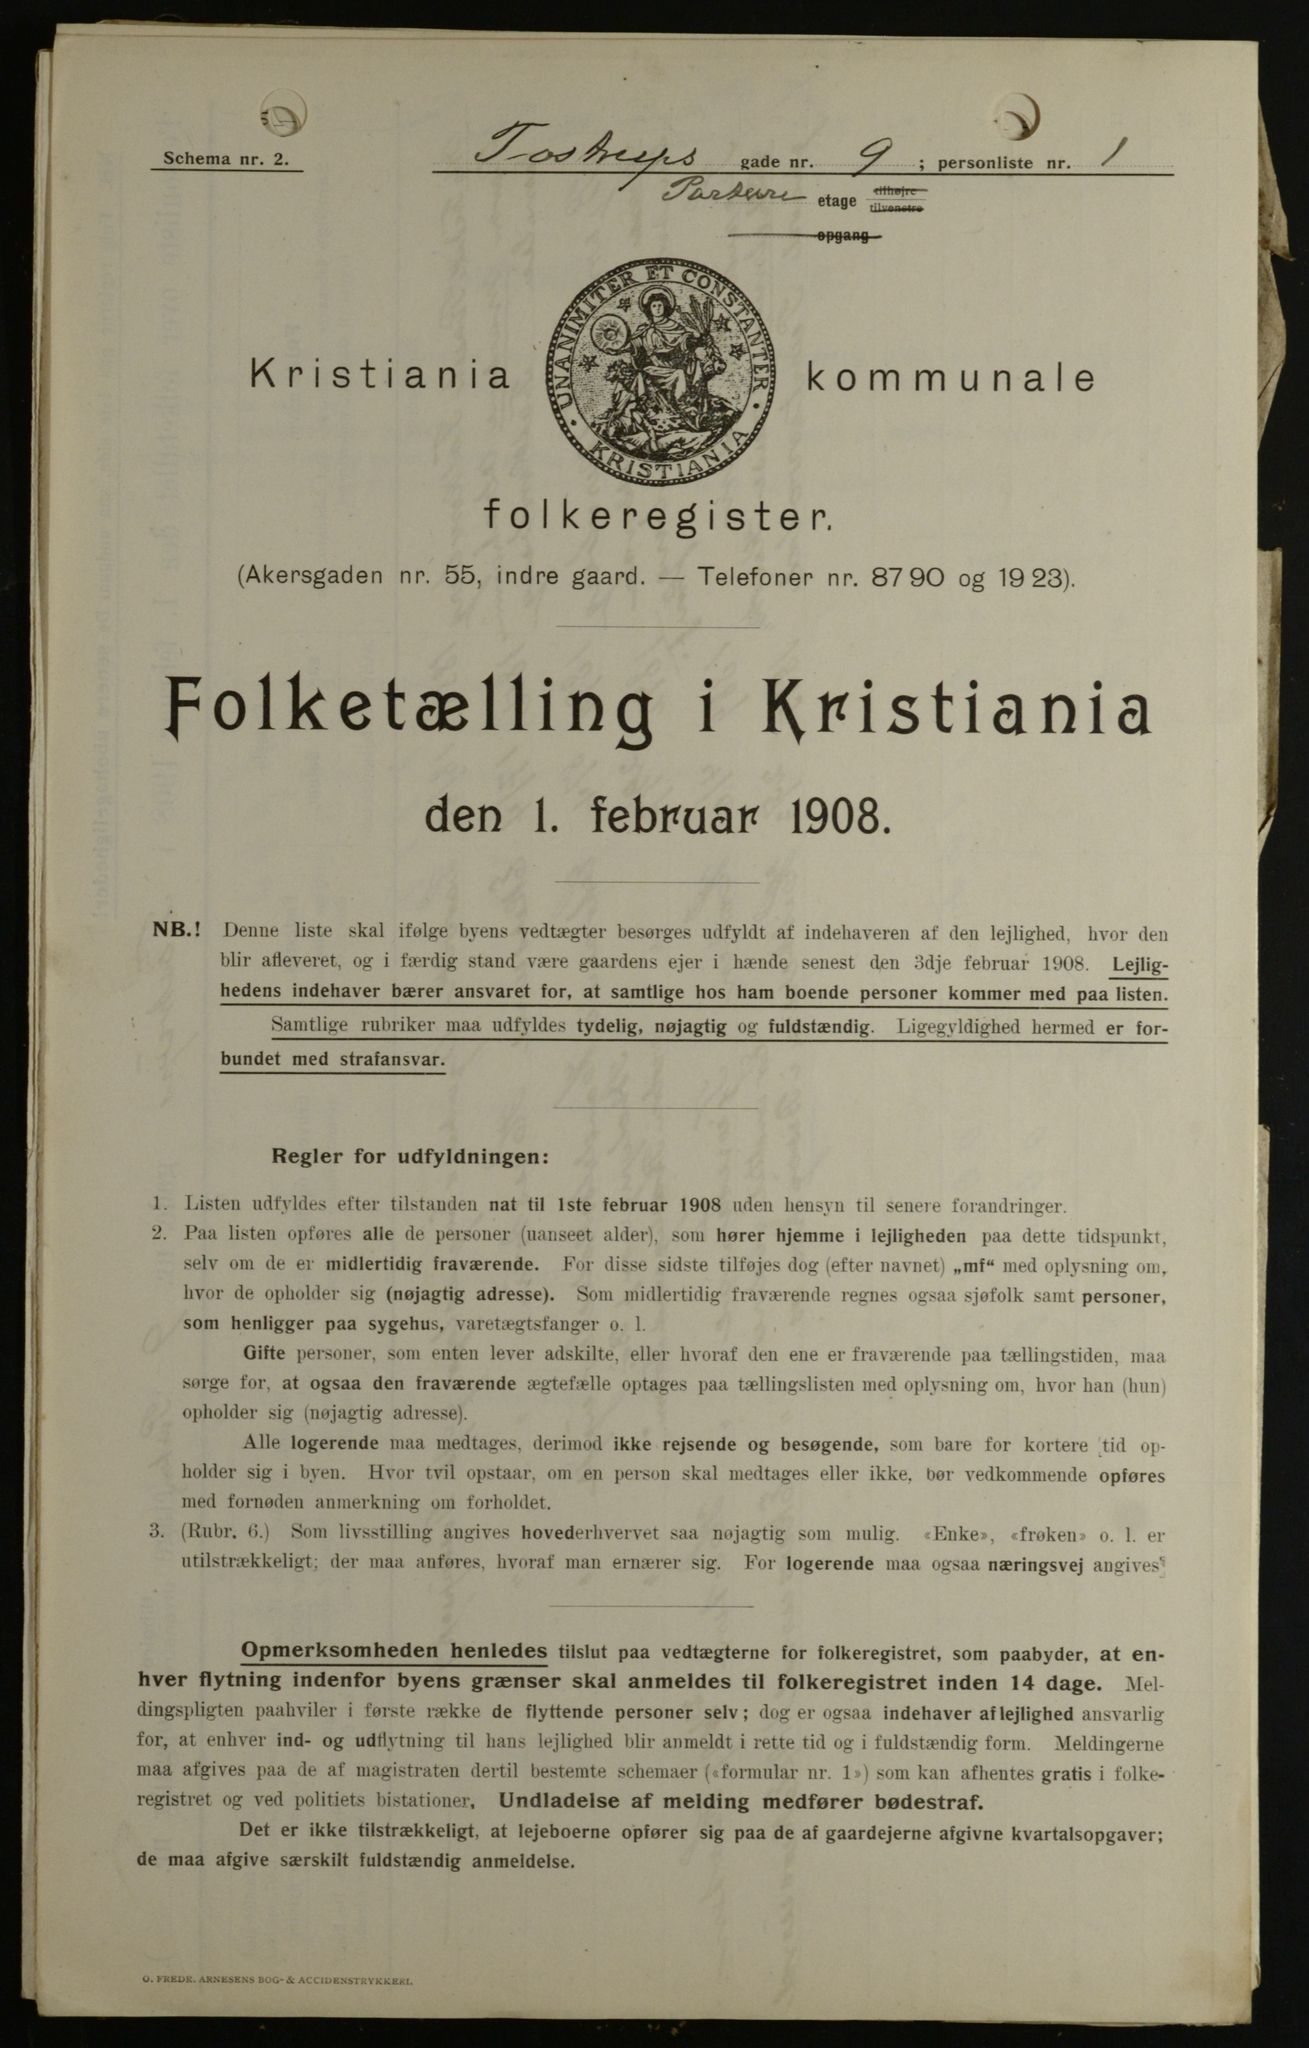 Schema nr. 2.
Tostrups gade nr. 9 ; personliste nr. 1
Parterre etage tilhøjre
tilvenstre
opgang
UNANIMITER ET CONSTANTER
KRISTIANIA
Kristiania kommunale
folkeregister.
(Akersgaden nr. 55, indre gaard. — Telefoner nr. 87 90 og 19 23).
Folketælling i Kristiania
den 1. februar 1908.
NB.! Denne liste skal ifølge byens vedtægter besørges udfyldt af indehaveren af den lejlighed, hvor den
blir afleveret, og i færdig stand være gaardens ejer i hænde senest den 3dje februar 1908. Lejlig-
hedens indehaver bærer ansvaret for, at samtlige hos ham boende personer kommer med paa listen.
Samtlige rubriker maa udfyldes tydelig, nøjagtig og fuldstændig. Ligegyldighed hermed er for-
bundet med strafansvar.
Regler for udfyldningen:
1. Listen udfyldes efter tilstanden nat til 1ste februar 1908 uden hensyn til senere forandringer.
2. Paa listen opføres alle de personer (uanseet alder), som hører hjemme i lejligheden paa dette tidspunkt,
selv om de er midlertidig fraværende. For disse sidste tilføjes dog (efter navnet) „mf“ med oplysning om,
hvor de opholder sig (nøjagtig adresse). Som midlertidig fraværende regnes ogsaa sjøfolk samt personer,
som henligger paa sygehus, varetægtsfanger o. l.
Gifte personer, som enten lever adskilte, eller hvoraf den ene er fraværende paa tællingstiden, maa
sørge for, at ogsaa den fraværende ægtefælle optages paa tællingslisten med oplysning om, hvor han (hun)
opholder sig (nøjagtig adresse).
Alle logerende maa medtages, derimod ikke rejsende og besøgende, som bare for kortere tid op-
holder sig i byen. Hvor tvil opstaar, om en person skal medtages eller ikke, bør vedkommende opføres
med fornøden anmerkning om forholdet.
3. (Rubr. 6.) Som livsstilling angives hovederhvervet saa nøjagtig som mulig. «Enke», «frøken» o. l. er
utilstrækkeligt; der maa anføres, hvoraf man ernærer sig. For logerende maa ogsaa næringsvej angives
Opmerksomheden henledes tilslut paa vedtægterne for folkeregistret, som paabyder, at en-
hver flytning indenfor byens grænser skal anmeldes til folkeregistret inden 14 dage. Mel-
dingspligten paahviler i første række de flyttende personer selv; dog er ogsaa indehaver af lejlighed ansvarlig
for, at enhver ind- og udflytning til hans lejlighed blir anmeldt i rette tid og i fuldstændig form. Meldingerne
maa afgives paa de af magistraten dertil bestemte schemaer («formular nr. 1») som kan afhentes gratis i folke-
registret og ved politiets bistationer. Undladelse af melding medfører bødestraf.
Det er ikke tilstrækkeligt, at lejeboerne opfører sig paa de af gaardejerne afgivne kvartalsopgaver;
de maa afgive særskilt fuldstændig anmeldelse.
O. FREDR. ARNESENS BOG- & ACCIDENSTRYKKERI.